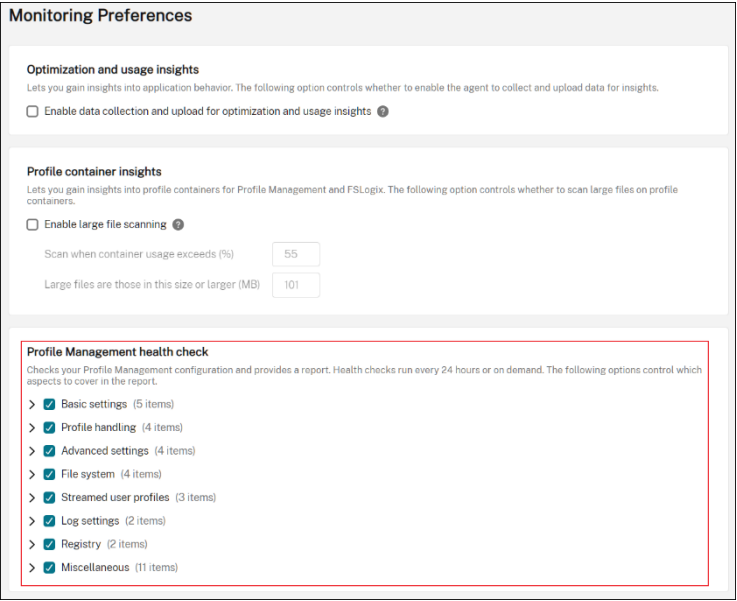 Monitoring Preferences
Optimization and usage insights
Lets you gain insights into application behavior. The following option controls whether to enable the agent to collect and upload data for insights.
Enable data collection and upload for optimization and usage insights ?
Profile container insights
Lets you gain insights into profile containers for Profile Management and FSLogix. The following option controls whether to scan large files on profile
containers.
Enable large file scanning ?
Scan when container usage exceeds (%) 55
Large files are those in this size or larger (MB) 101
Profile Management health check
Checks your Profile Management configuration and provides a report. Health checks run every 24 hours or on demand. The following options control which
aspects to cover in the report.
Basic settings (5 items)
Profile handling (4 items)
Advanced settings (4 items)
File system (4 items)
Streamed user profiles (3 items)
Log settings (2 items)
Registry (2 items)
Miscellaneous (11 items)